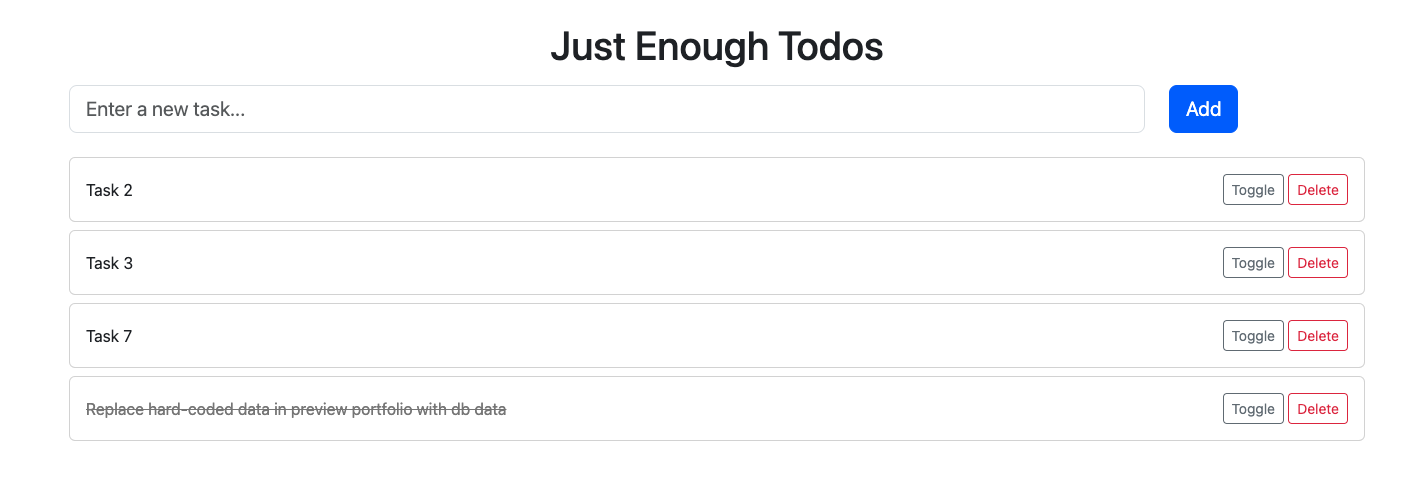 Just Enough Todos
Enter a new task...
Add
Task 2
Toggle Delete
Task 3
Toggle Delete
Task 7
Toggle Delete
Replace hard-coded data in preview portfolio with db data
Toggle Delete